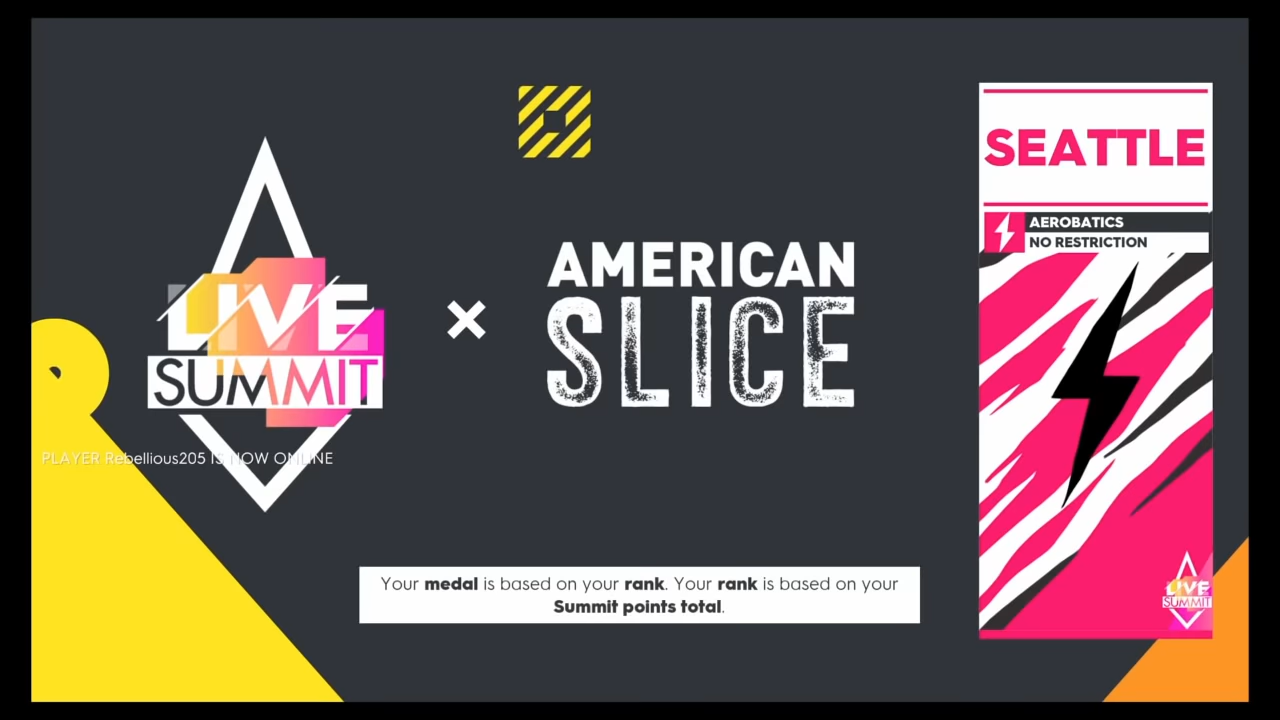 LIVE
SUMMIT
×
AMERICAN
SLICE
SEATTLE
AEROBATICS
NO RESTRICTION
PLAYER Rebellious205 IS NOW ONLINE
Your medal is based on your rank. Your rank is based on your
Summit points total.
LIVE
SUMMIT